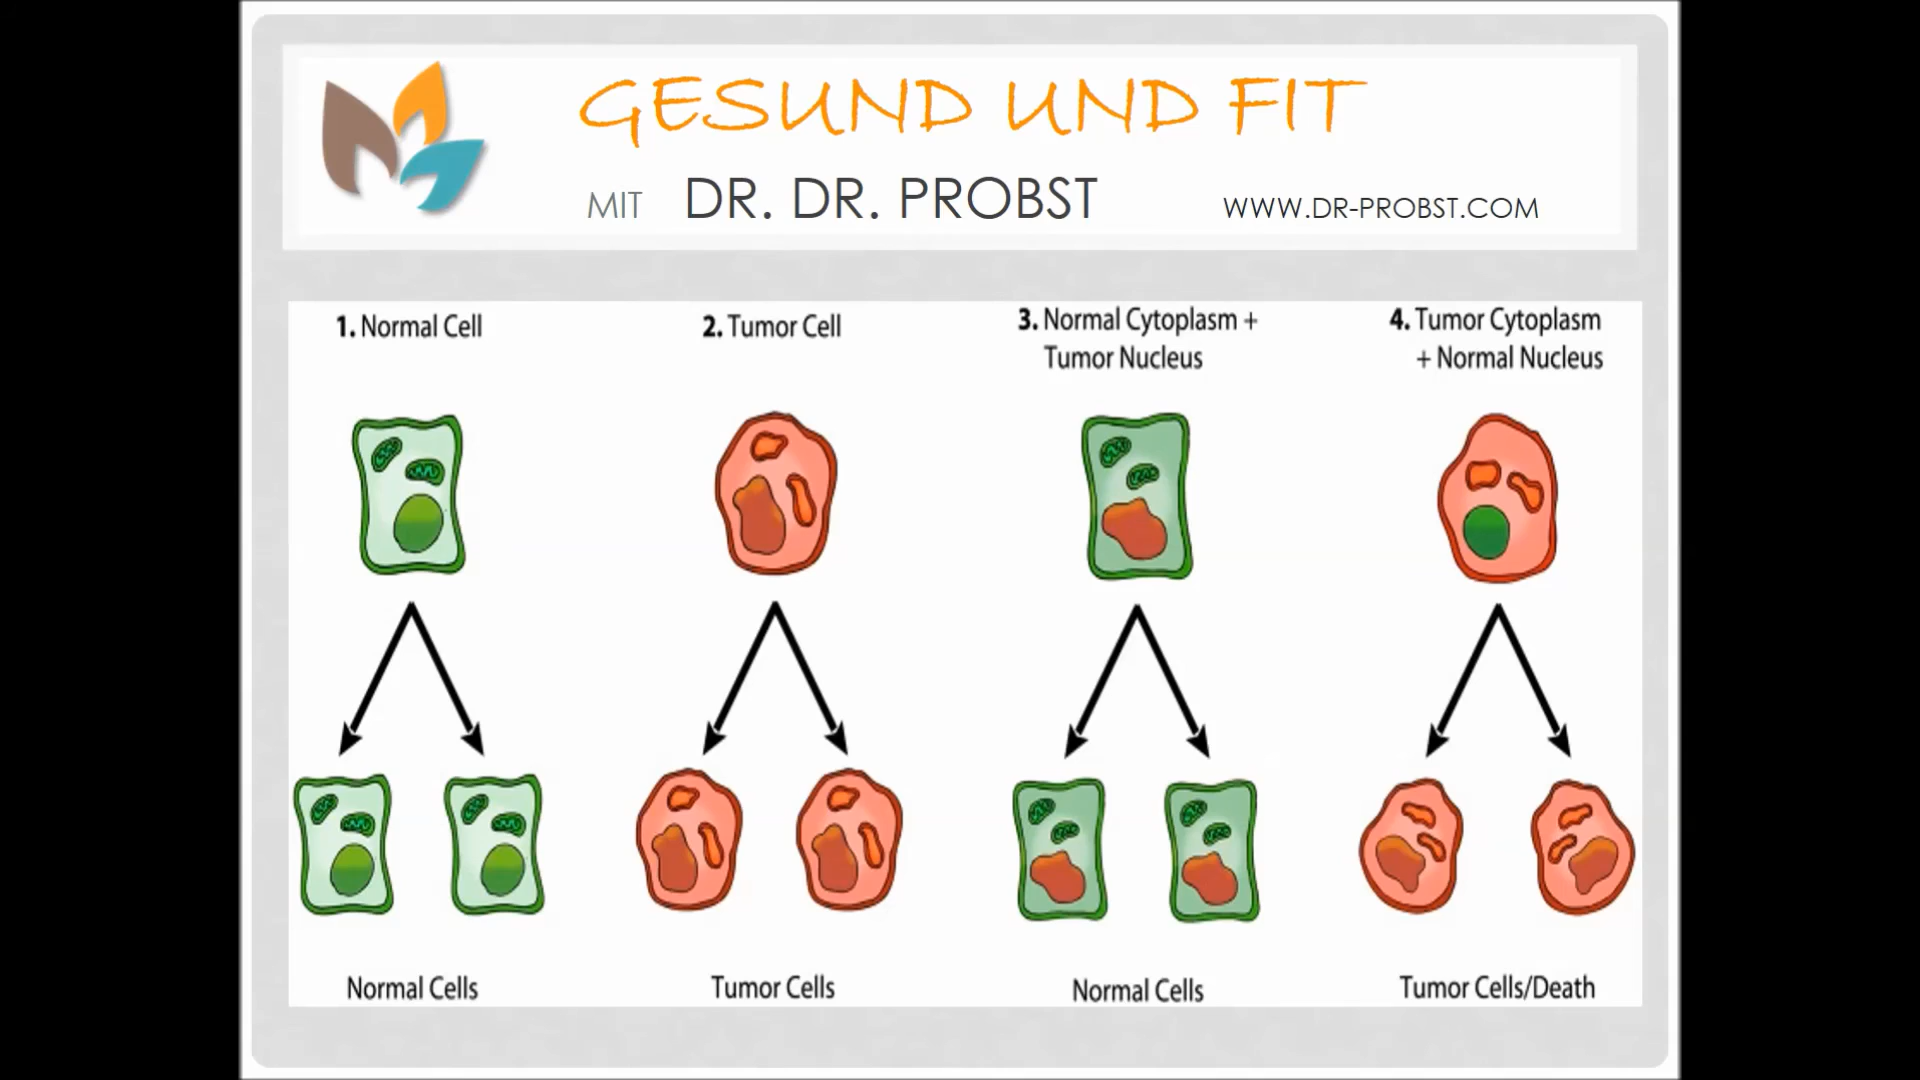 GESUND UND FIT
MIT DR. DR. PROBST WWW.DR-PROBST.COM
1. Normal Cell
2. Tumor Cell
3. Normal Cytoplasm +
Tumor Nucleus
4. Tumor Cytoplasm
+ Normal Nucleus
Normal Cells
Tumor Cells
Normal Cells
Tumor Cells/Death